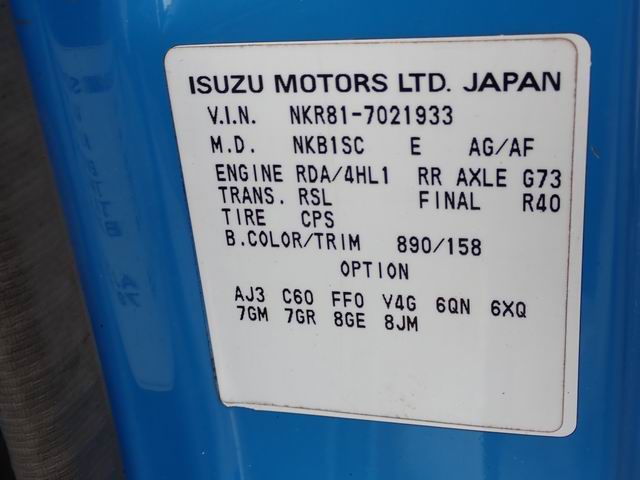 ISUZU MOTORS LTD. JAPAN
V.I.N. NKR81-7021933
M.D. NKB1SC E AG/AF
ENGINE RDA/4HL1 RR AXLE G73
TRANS. RSL FINAL R40
TIRE CPS
B.COLOR/TRIM 890/158
OPTION
AJ3 C60 FF0 V4G 6QN 6XQ
7GM 7GR 8GE 8JM